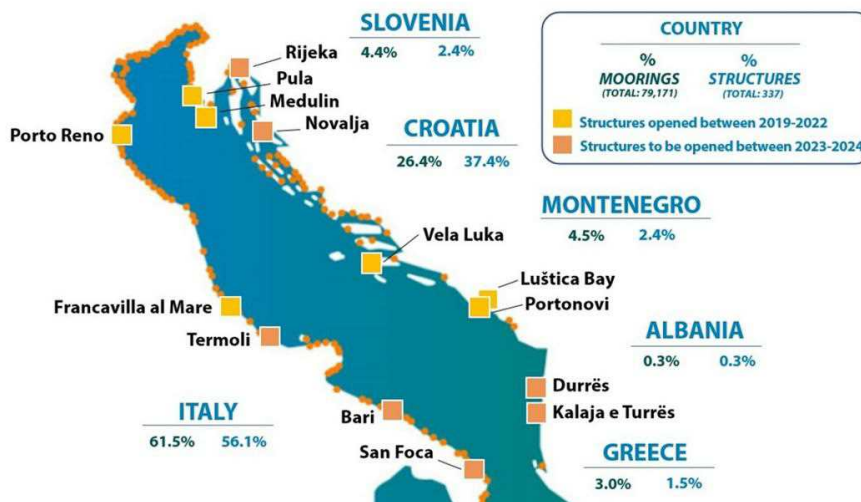 SLOVENIA
4.4% 2.4%
Rijeka
Pula
Medulin
Novalja
Porto Reno
CROATIA
26.4% 37.4%
COUNTRY
% %
MOORINGS STRUCTURES
(TOTAL: 79,171) (TOTAL: 337)
Structures opened between 2019-2022
Structures to be opened between 2023-2024
MONTENEGRO
4.5% 2.4%
Vela Luka
Luštica Bay
Portonovi
Francavilla al Mare
Termoli
ALBANIA
0.3% 0.3%
Durrës
Kalaja e Turrës
ITALY
61.5% 56.1%
Bari
San Foca
GREECE
3.0% 1.5%